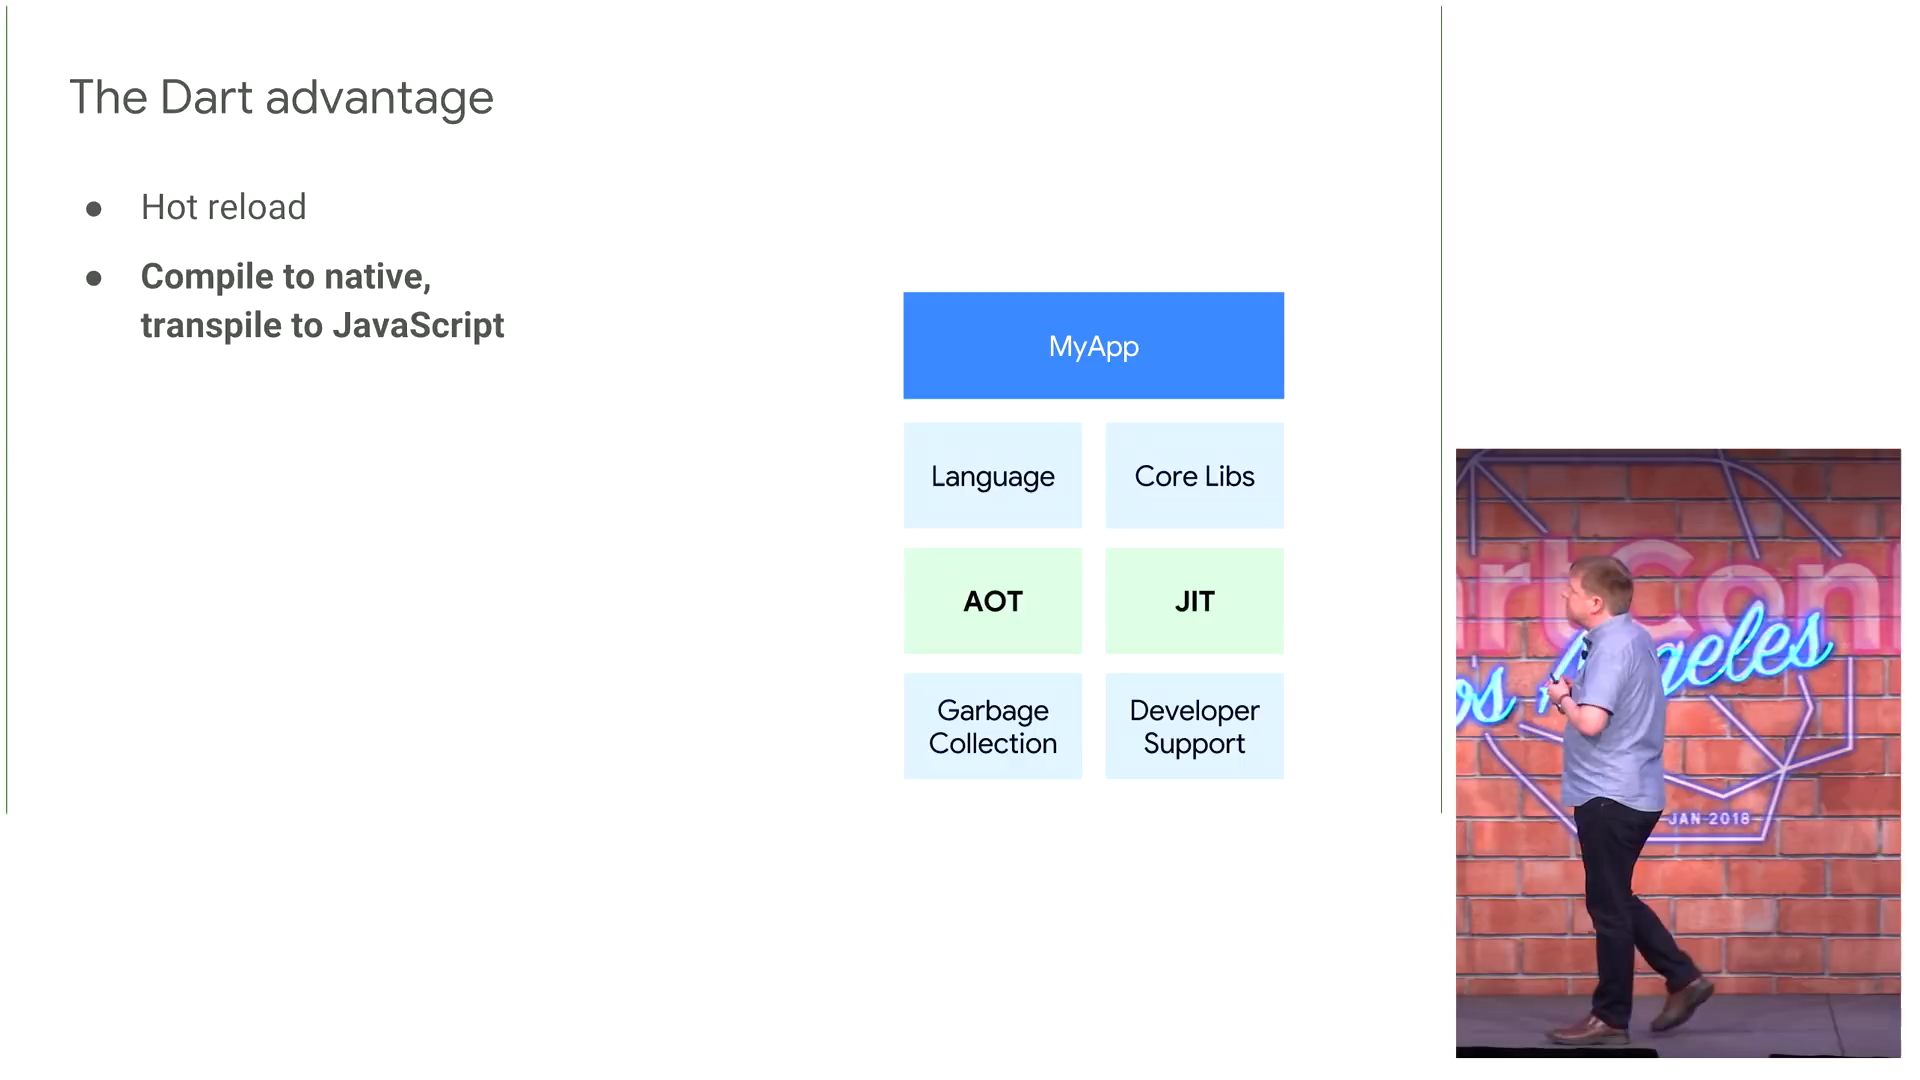 The Dart advantage
● Hot reload
● Compile to native,
transpile to JavaScript
MyApp
Language
Core Libs
AOT
JIT
Garbage
Collection
Developer
Support
JAN 2018